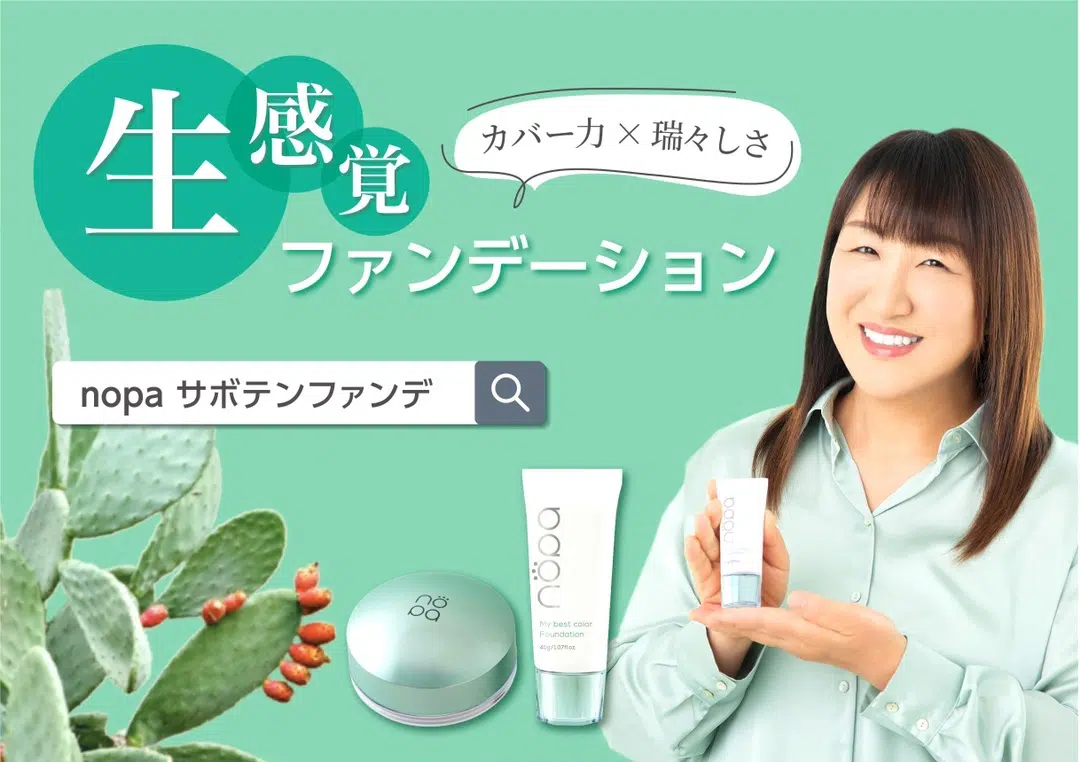 生感覚
カバー力×瑞々しさ
ファンデーション
nopa サボテンファンデ
nöpa
My best color
Foundation
nö
pa
nöpa